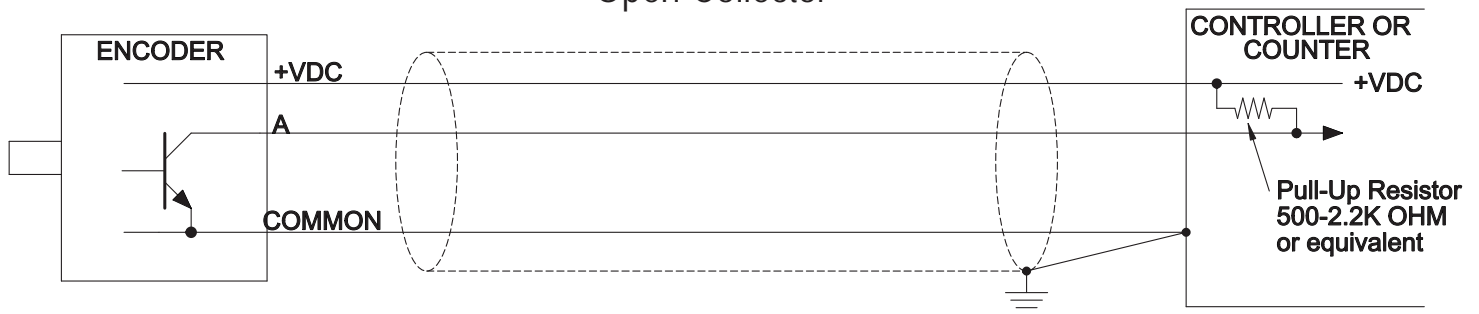 Open Collector
ENCODER
+VDC
A
COMMON
CONTROLLER OR
COUNTER
+VDC
Pull-Up Resistor
500-2.2K OHM
or equivalent